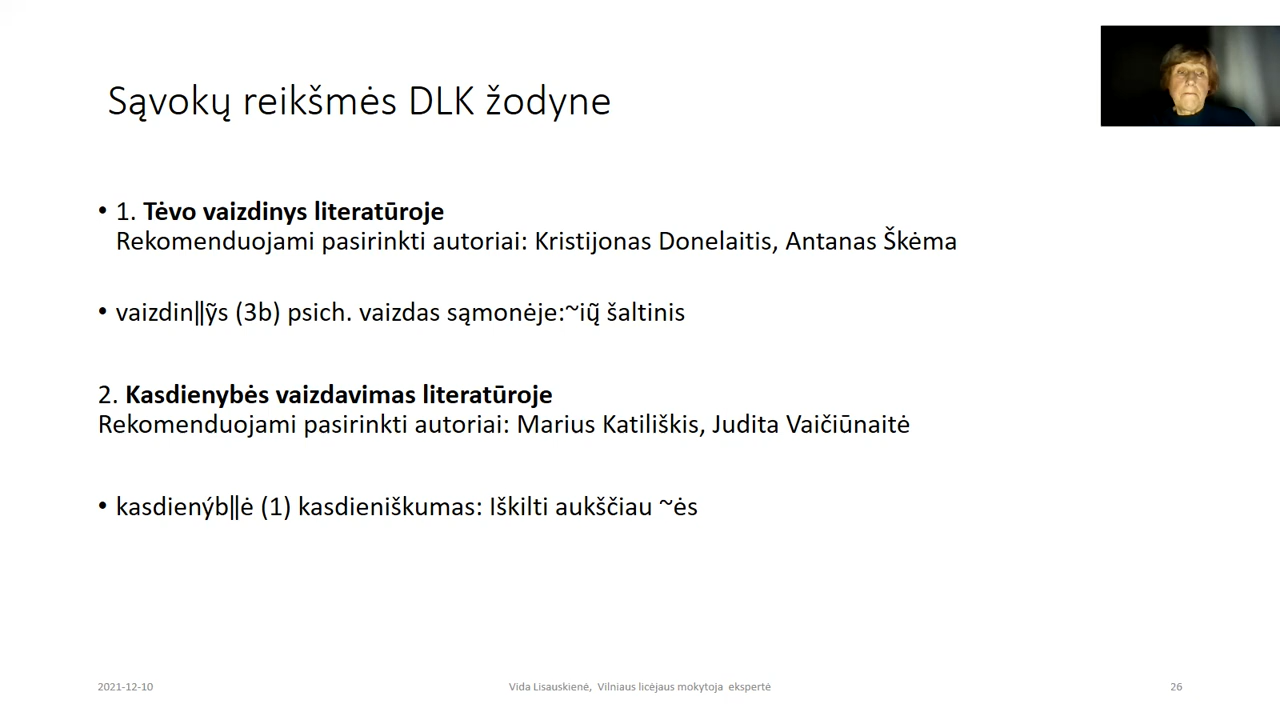 Sąvokų reikšmės DLK žodyne
• 1. Tėvo vaizdinys literatūroje
Rekomenduojami pasirinkti autoriai: Kristijonas Donelaitis, Antanas Škėma
• vaizdin‖ỹs (3b) psich. vaizdas sąmonėje:~ių̃ šaltinis
2. Kasdienybės vaizdavimas literatūroje
Rekomenduojami pasirinkti autoriai: Marius Katiliškis, Judita Vaičiūnaitė
• kasdienýb‖ė (1) kasdieniškumas: Iškilti aukščiau ~ės
2021-12-10
Vida Lisauskienė, Vilniaus licėjaus mokytoja ekspertė
26